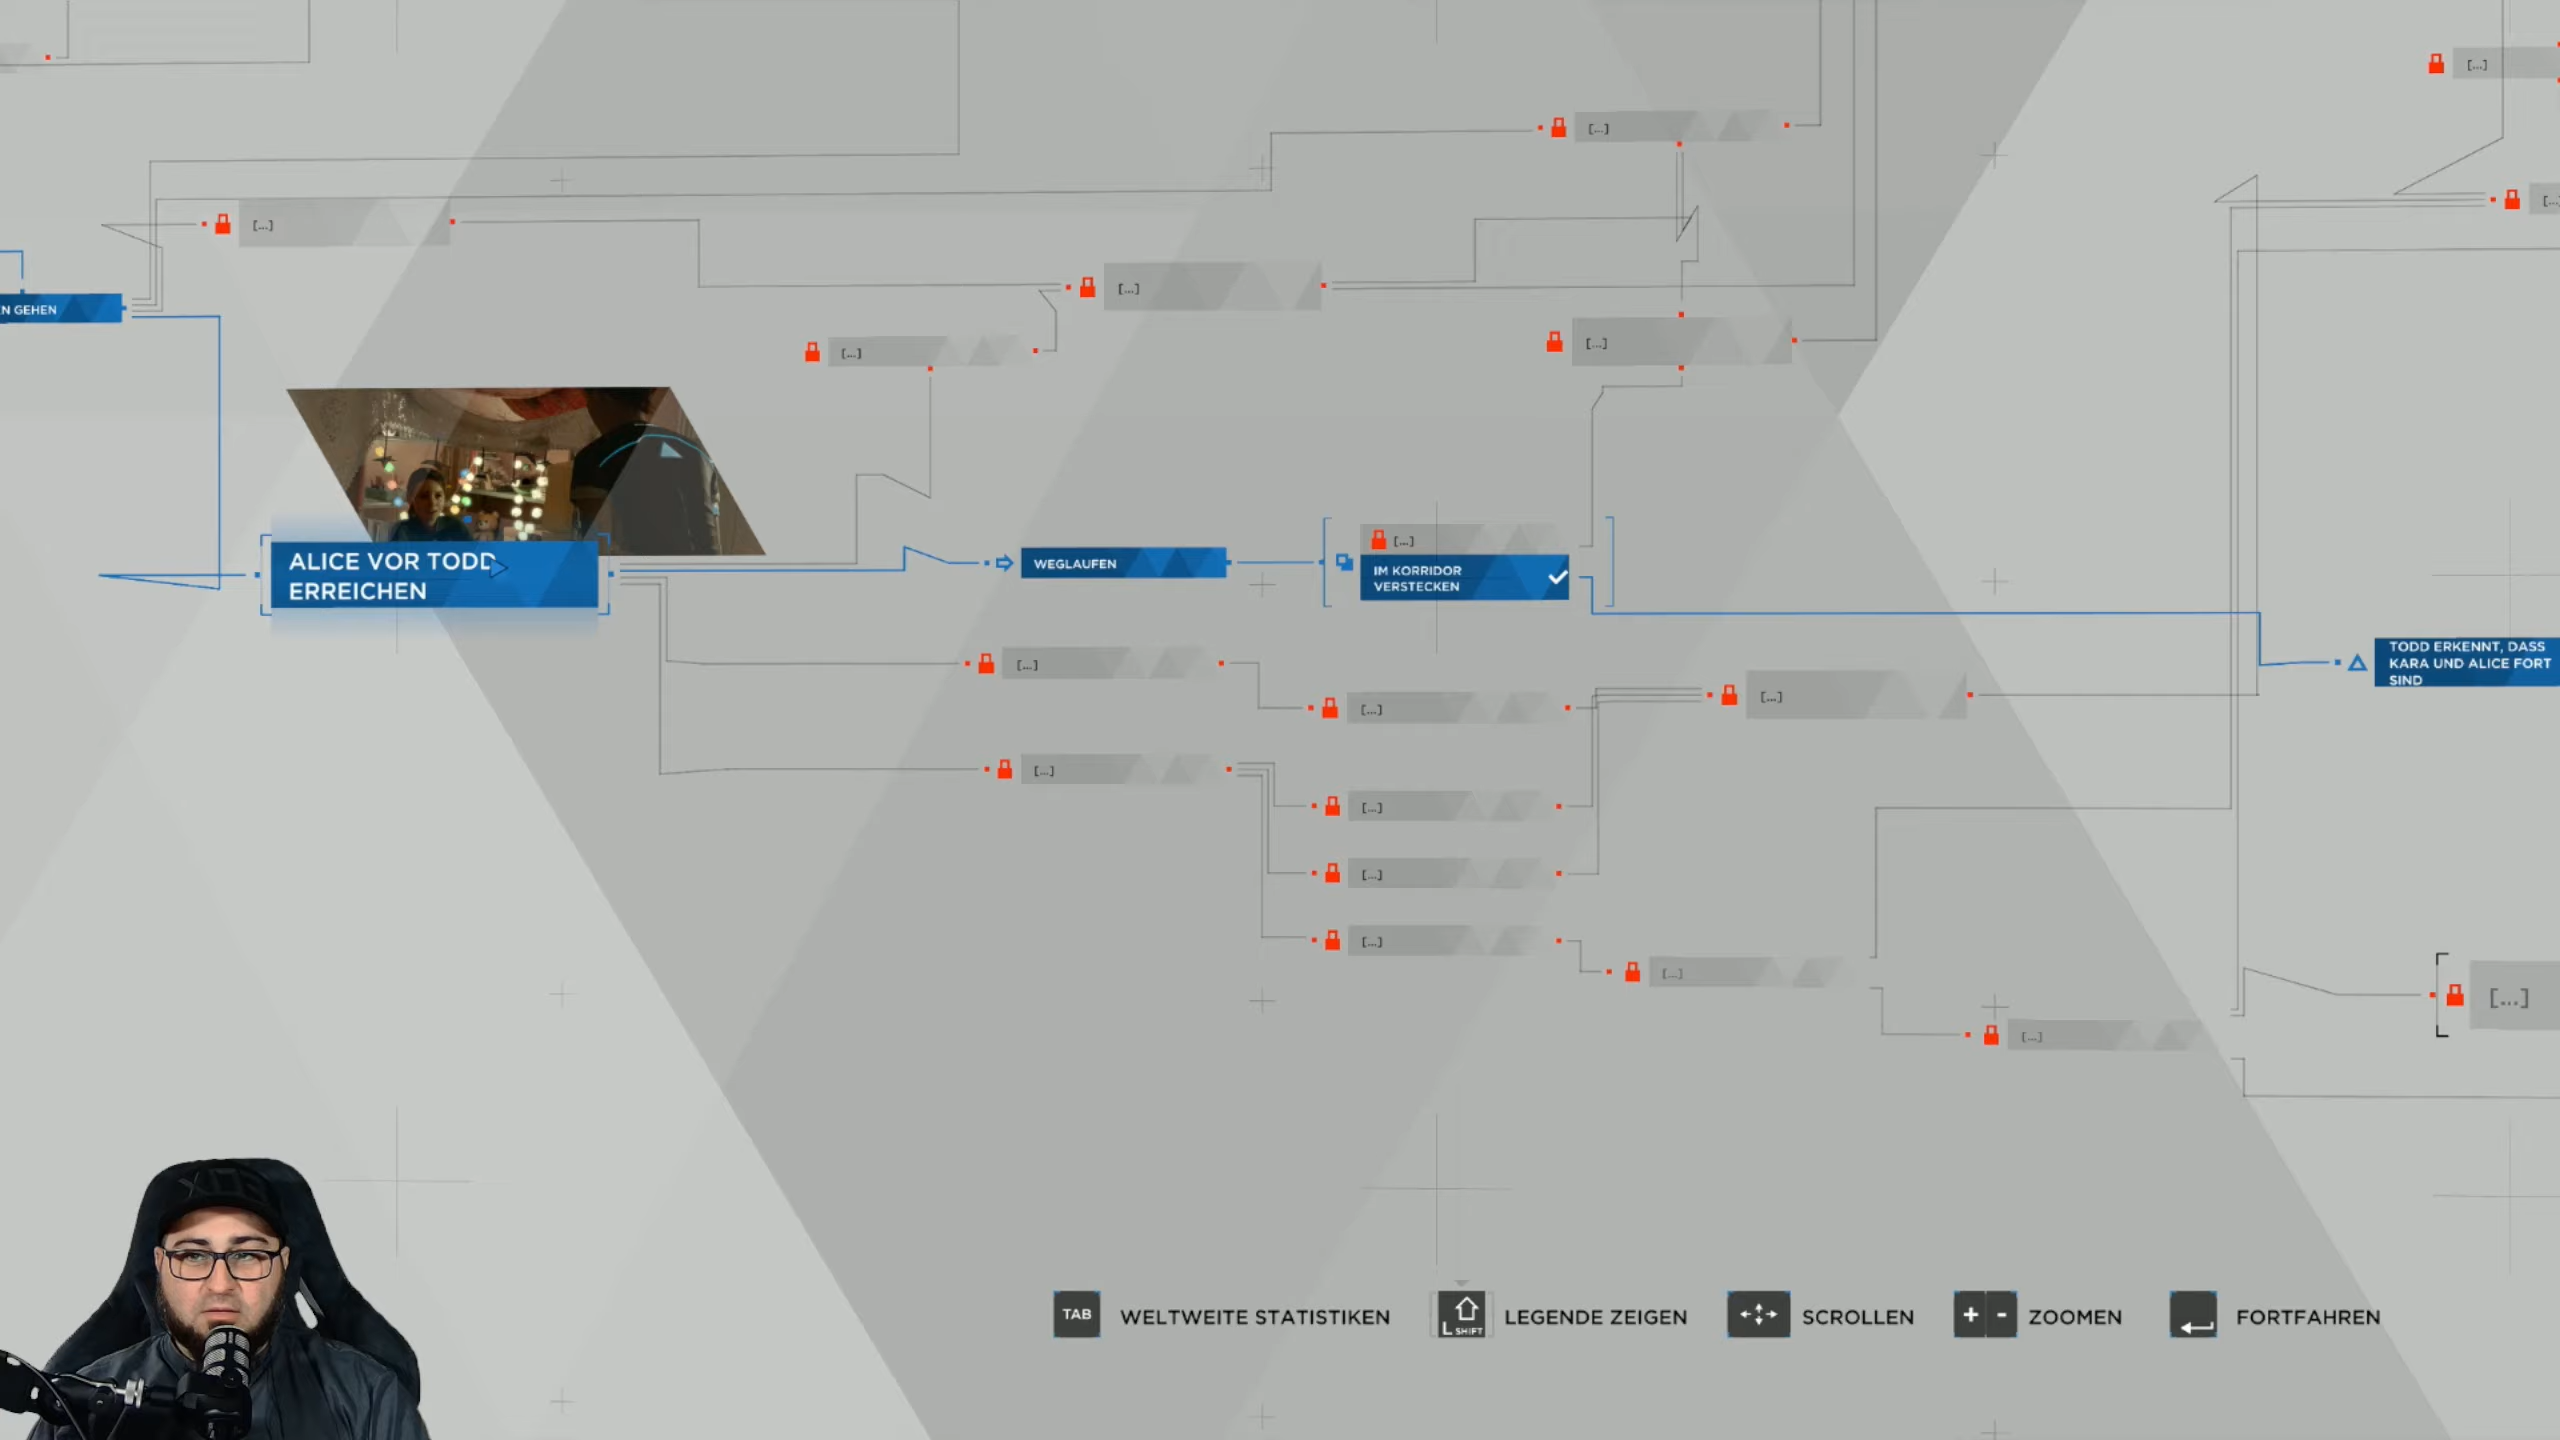 [...]
[...]
[...]
[...]
N GEHEN
[...]
[...]
[...]
ALICE VOR TODD
ERREICHEN
WEGLAUFEN
[...]
IM KORRIDOR
VERSTECKEN
TODD ERKENNT, DASS
KARA UND ALICE FORT
SIND
[...]
[...]
[...]
[...]
[...]
[...]
[...]
[...]
[...]
[...]
TAB
WELTWEITE STATISTIKEN
L SHIFT
LEGENDE ZEIGEN
SCROLLEN
+ -
ZOOMEN
FORTFAHREN